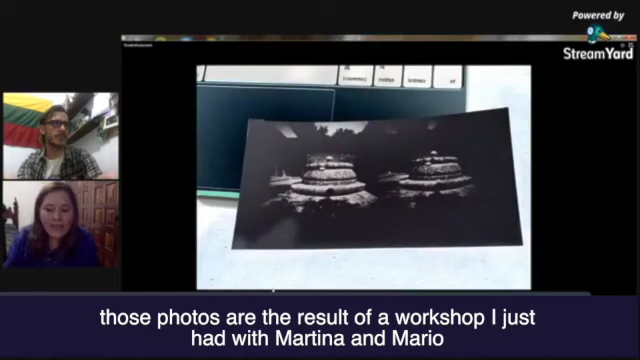 Powered by
StreamYard
those photos are the result of a workshop I just
had with Martina and Mario